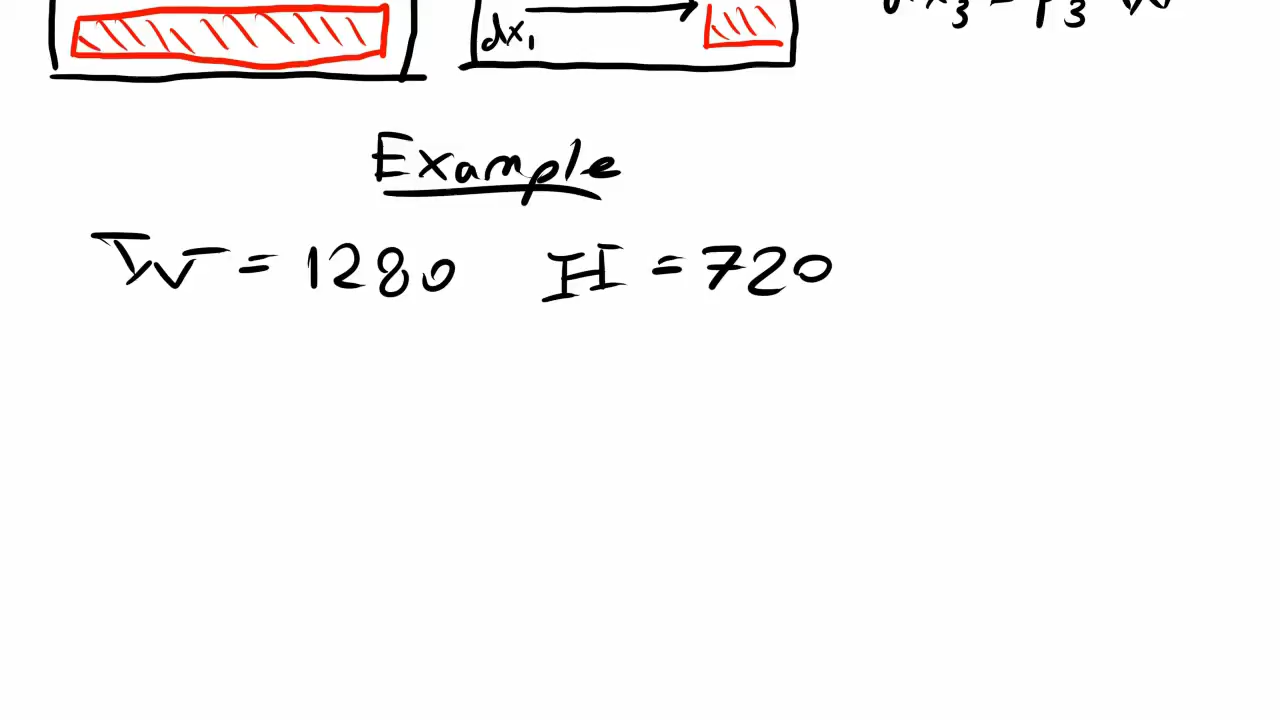 dx₁
Example
W = 1280 H = 720